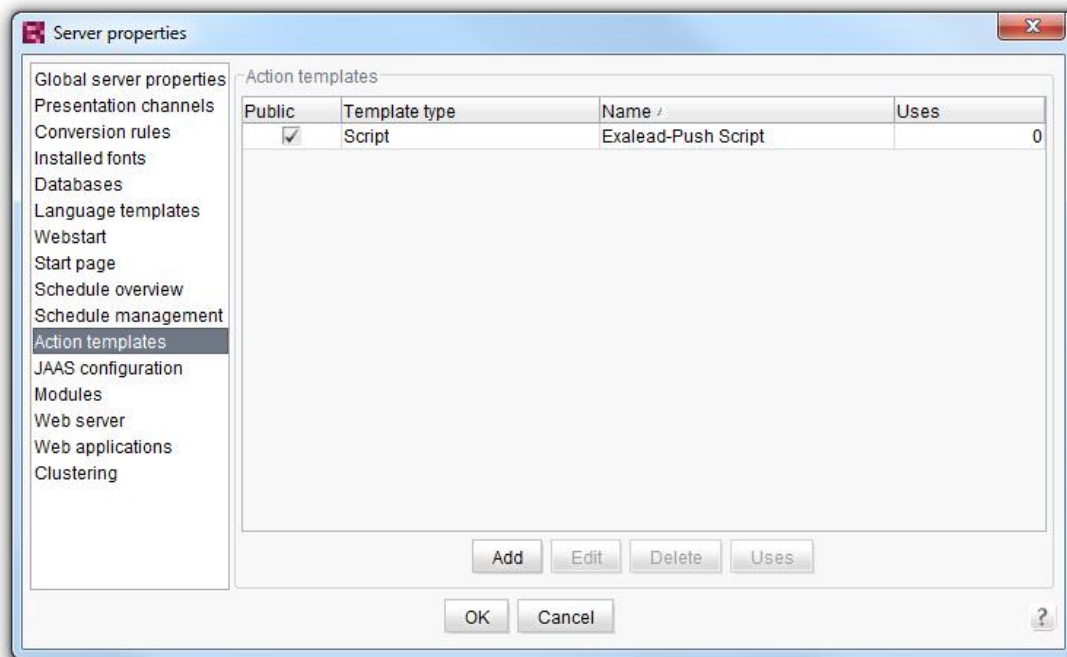 Server properties
Global server properties
Presentation channels
Conversion rules
Installed fonts
Databases
Language templates
Webstart
Start page
Schedule overview
Schedule management
Action templates
JAAS configuration
Modules
Web server
Web applications
Clustering
Action templates
Public Template type Name Uses
Script Exalead-Push Script 0
Add Edit Delete Uses
OK Cancel ?